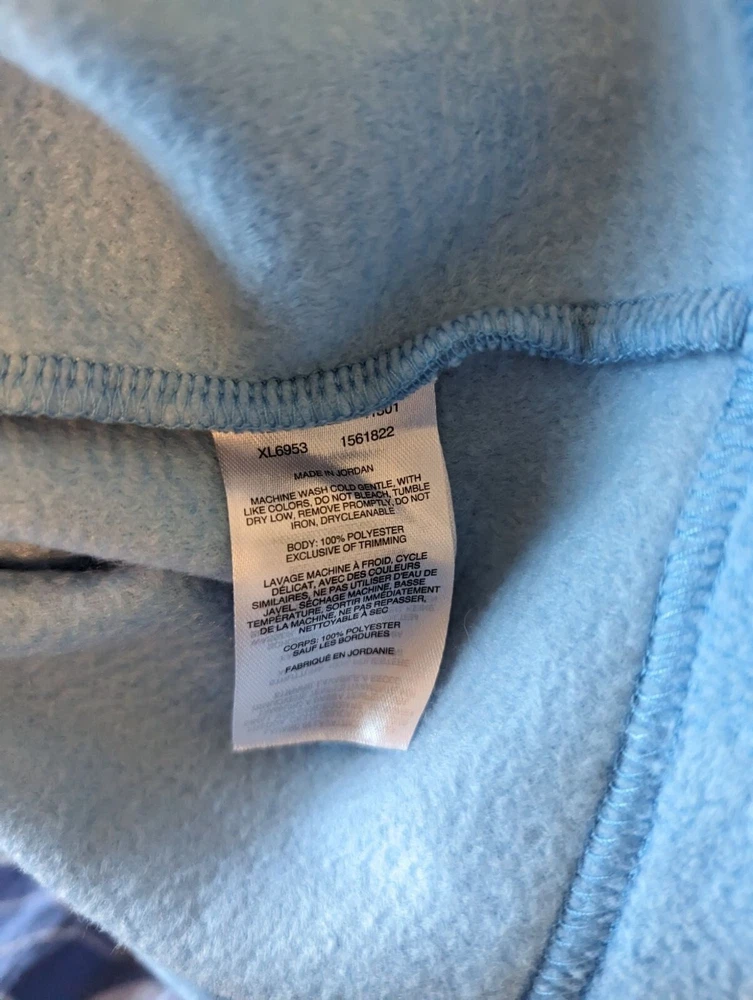 XL6953 1561822
MADE IN JORDAN
MACHINE WASH COLD GENTLE, WITH
LIKE COLORS, DO NOT BLEACH, TUMBLE
DRY LOW, REMOVE PROMPTLY, DO NOT
IRON, DRYCLEANABLE
BODY: 100% POLYESTER
EXCLUSIVE OF TRIMMING
LAVAGE MACHINE À FROID, CYCLE
DÉLICAT, AVEC DES COULEURS
SIMILAIRES, NE PAS UTILISER D'EAU DE
JAVEL, SÉCHAGE MACHINE, BASSE
TEMPÉRATURE, SORTIR IMMÉDIATEMENT
DE LA MACHINE, NE PAS REPASSER,
NETTOYABLE À SEC
CORPS: 100% POLYESTER
SAUF LES BORDURES
FABRIQUÉ EN JORDANIE